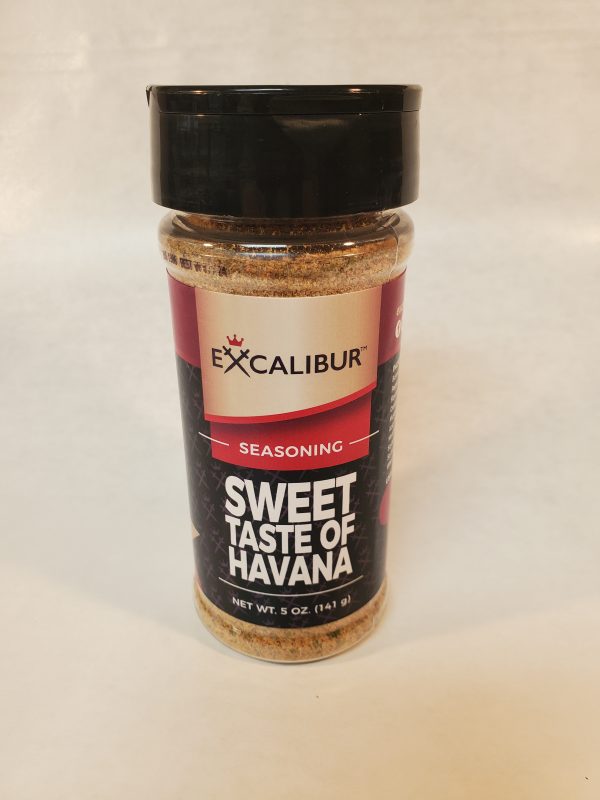 EXCALIBUR™
SEASONING
SWEET
TASTE OF
HAVANA
NET WT. 5 OZ. (141 g)